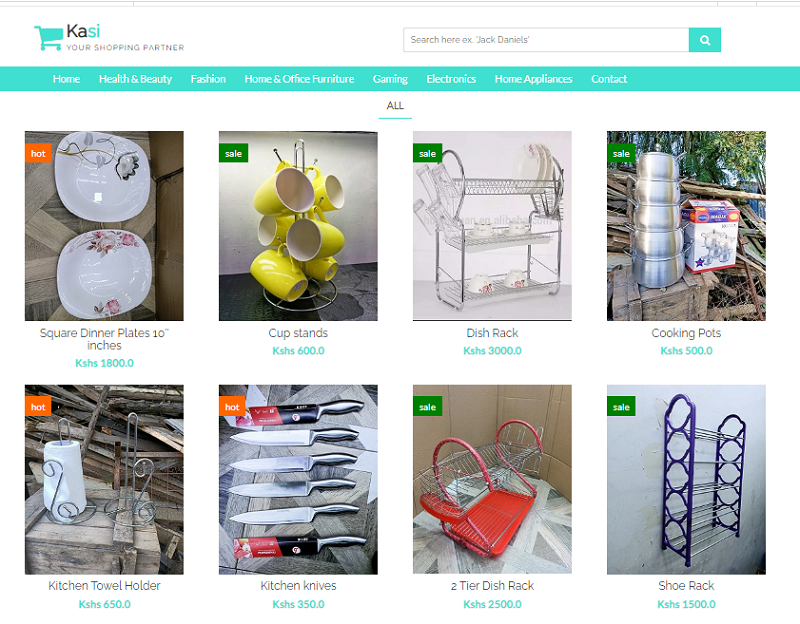 Kasi
YOUR SHOPPING PARTNER
Search here ex. 'Jack Daniels'
Home Health & Beauty Fashion Home & Office Furniture Gaming Electronics Home Appliances Contact
ALL
hot
sale
sale
sale
Square Dinner Plates 10''
inches
Kshs 1800.0
Cup stands
Kshs 600.0
Dish Rack
Kshs 3000.0
Cooking Pots
Kshs 500.0
hot
hot
sale
sale
Kitchen Towel Holder
Kshs 650.0
Kitchen knives
Kshs 350.0
2 Tier Dish Rack
Kshs 2500.0
Shoe Rack
Kshs 1500.0